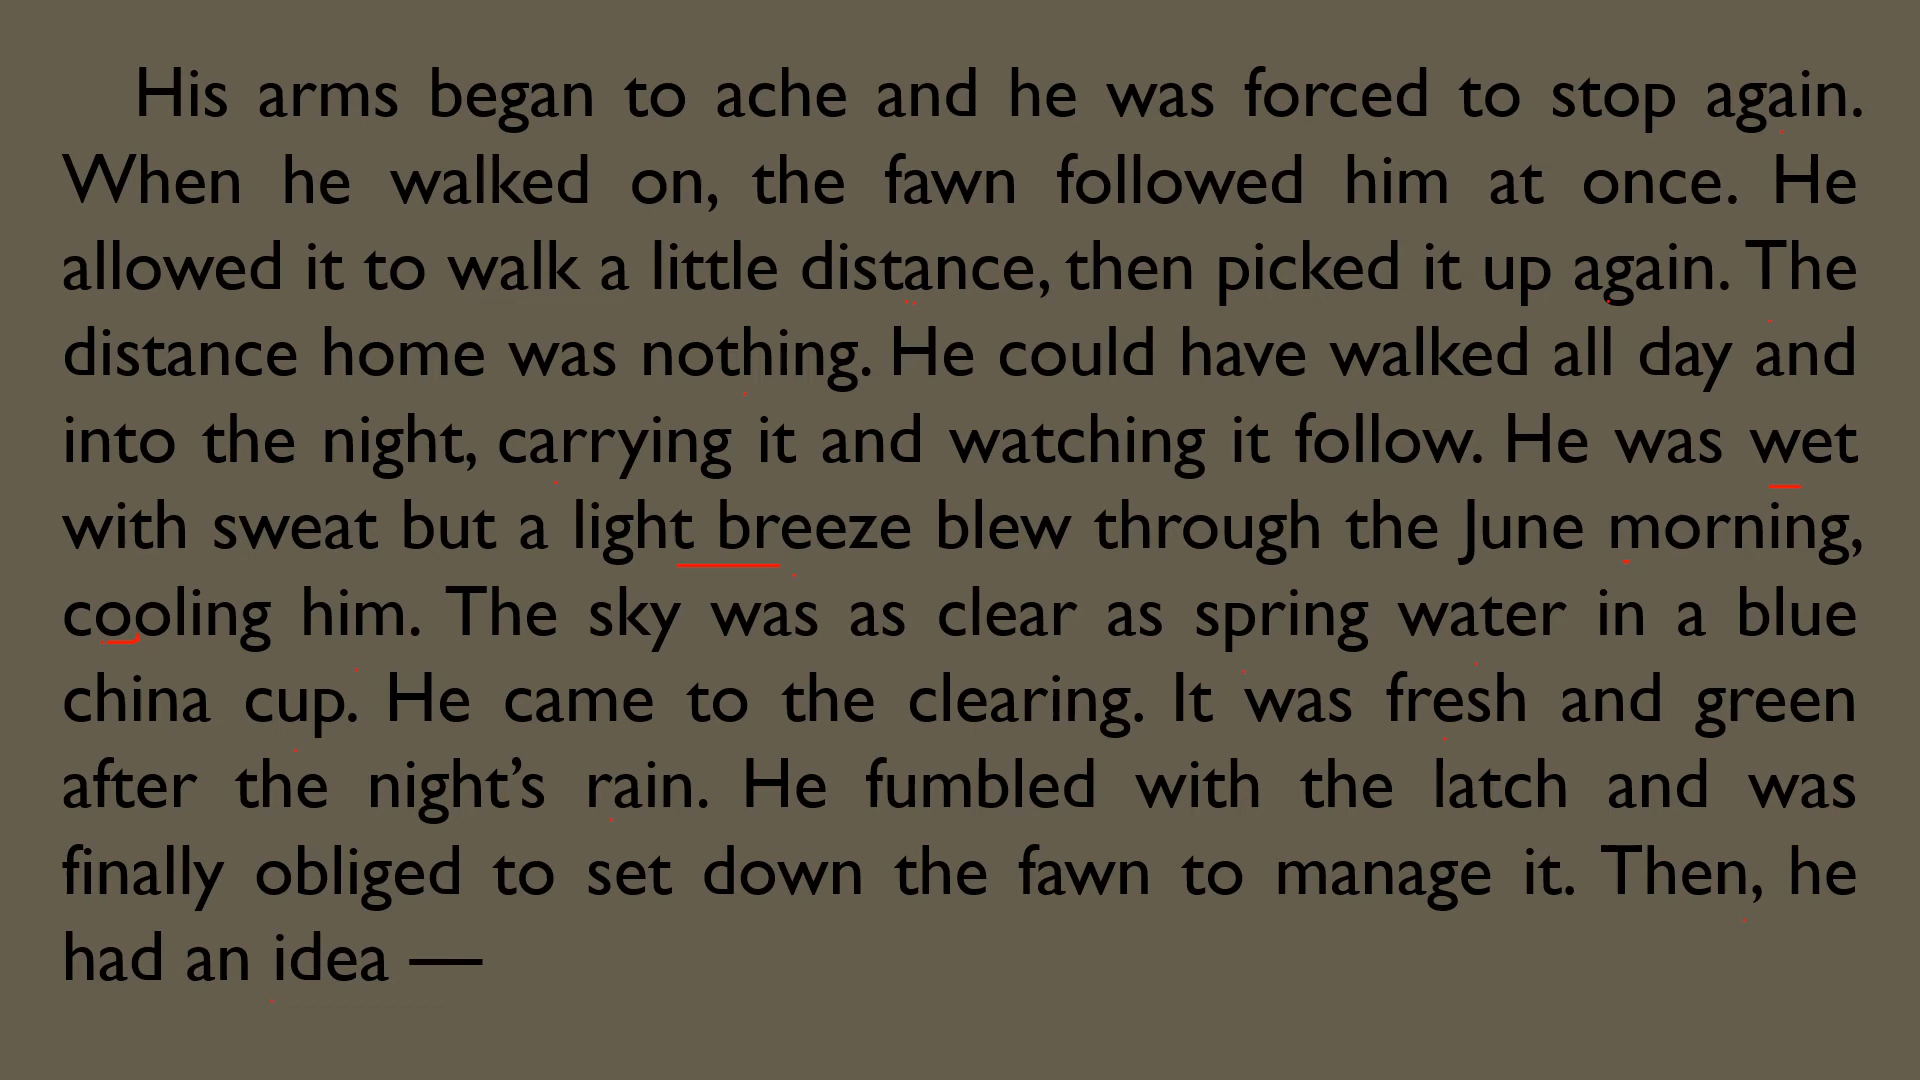 His arms began to ache and he was forced to stop again.
When he walked on, the fawn followed him at once. He
allowed it to walk a little distance, then picked it up again. The
distance home was nothing. He could have walked all day and
into the night, carrying it and watching it follow. He was wet
with sweat but a light breeze blew through the June morning,
cooling him. The sky was as clear as spring water in a blue
china cup. He came to the clearing. It was fresh and green
after the night’s rain. He fumbled with the latch and was
finally obliged to set down the fawn to manage it. Then, he
had an idea —